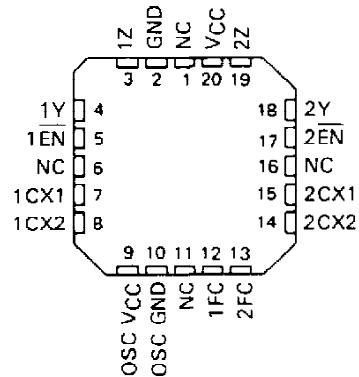 1Z GND NC VCC 2Z
3 2 1 20 19
1Y 4 18 2Y
1E̅N̅ 5 17 2E̅N̅
NC 6 16 NC
1CX1 7 15 2CX1
1CX2 8 14 2CX2
9 10 11 12 13
OSC VCC OSC GND NC 1FC 2FC